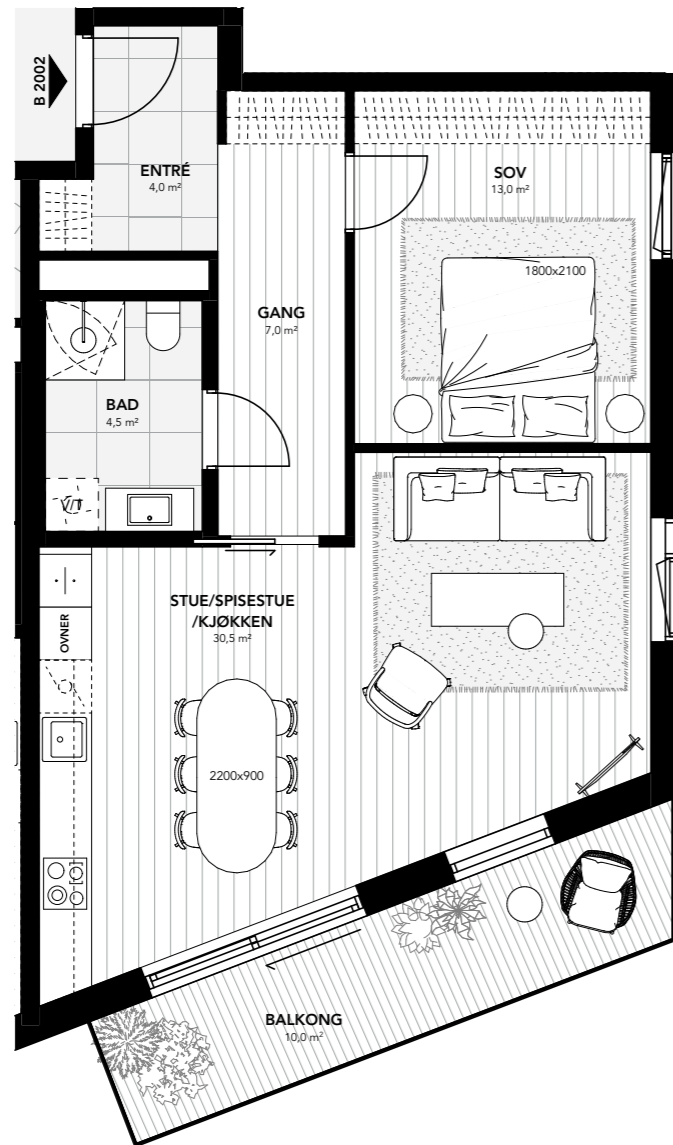 B 2002
ENTRÉ
4,0 m²
SOV
13,0 m²
1800x2100
GANG
7,0 m²
BAD
4,5 m²
V/T
STUE/SPISESTUE
/KJØKKEN
30,5 m²
OVNER
2200x900
BALKONG
10,0 m²